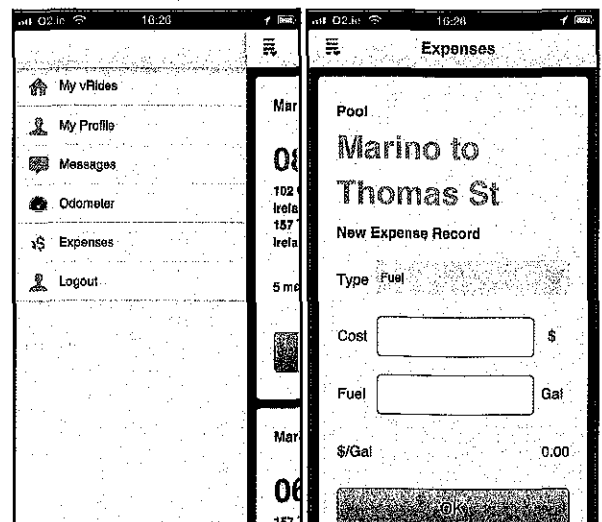 O2.ie 16:26
My vRides
My Profile
Messages
Odometer
Expenses
Logout
Mar
08
102
Irela
157
Irela
5 me
Mar
06
157
O2.ie 16:26
Expenses
Pool
Marino to
Thomas St
New Expense Record
Type Fuel
Cost $
Fuel Gal
$/Gal 0.00
OK